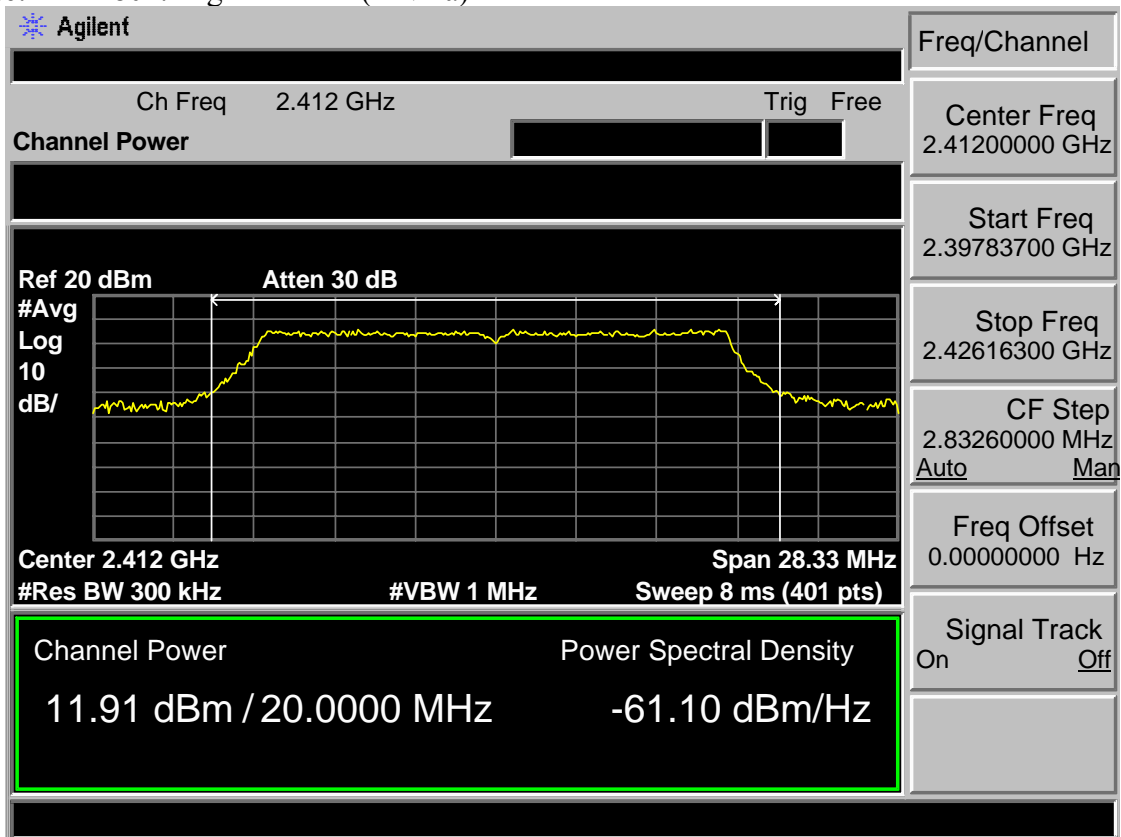 Agilent
Freq/Channel
Ch Freq 2.412 GHz Trig Free
Channel Power
Center Freq
2.41200000 GHz
Start Freq
2.39783700 GHz
Stop Freq
2.42616300 GHz
CF Step
2.83260000 MHz
Auto Man
Freq Offset
0.00000000 Hz
Signal Track
On Off
Ref 20 dBm Atten 30 dB
#Avg
Log
10
dB/
Center 2.412 GHz Span 28.33 MHz
#Res BW 300 kHz #VBW 1 MHz Sweep 8 ms (401 pts)
Channel Power Power Spectral Density
11.91 dBm / 20.0000 MHz -61.10 dBm/Hz